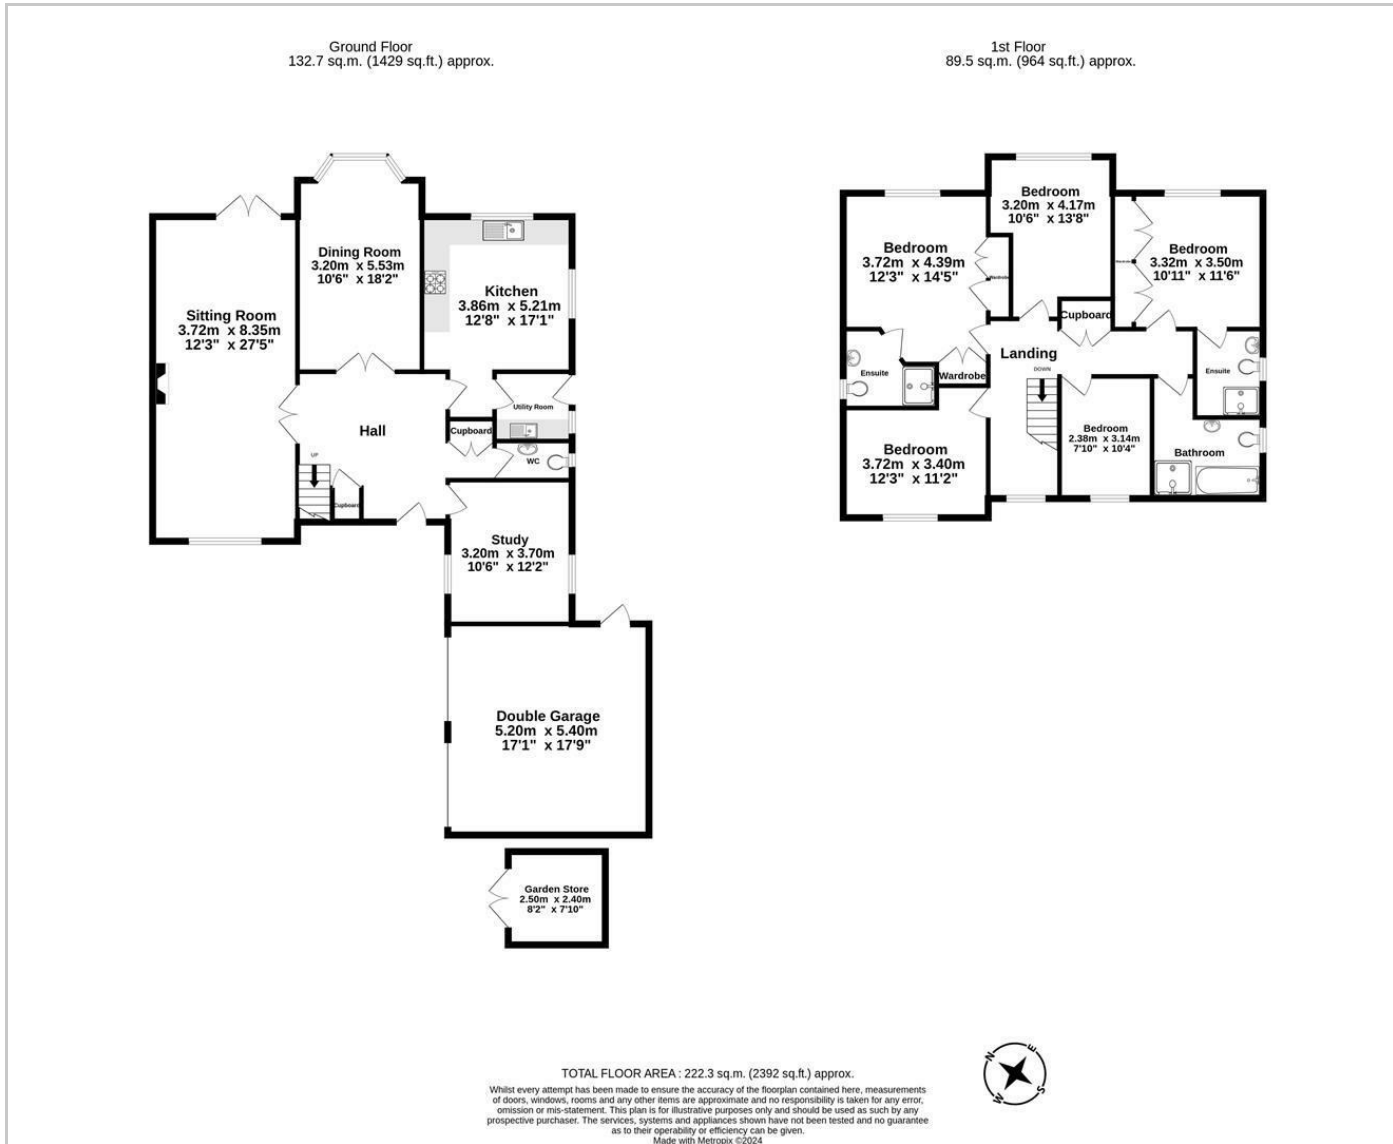 Ground Floor
132.7 sq.m. (1429 sq.ft.) approx.
1st Floor
89.5 sq.m. (964 sq.ft.) approx.
Sitting Room
3.72m x 8.35m
12'3" x 27'5"
Dining Room
3.20m x 5.53m
10'6" x 18'2"
Kitchen
3.86m x 5.21m
12'8" x 17'1"
Utility Room
Cupboard
WC
Hall
UP
Cupboard
Study
3.20m x 3.70m
10'6" x 12'2"
Double Garage
5.20m x 5.40m
17'1" x 17'9"
Garden Store
2.50m x 2.40m
8'2" x 7'10"
Bedroom
3.72m x 4.39m
12'3" x 14'5"
Wardrobe
Bedroom
3.20m x 4.17m
10'6" x 13'8"
Bedroom
3.32m x 3.50m
10'11" x 11'6"
Cupboard
Landing
DOWN
Ensuite
Wardrobe
Ensuite
Bedroom
3.72m x 3.40m
12'3" x 11'2"
Bedroom
2.38m x 3.14m
7'10" x 10'4"
Bathroom
N
E
S
W
TOTAL FLOOR AREA : 222.3 sq.m. (2392 sq.ft.) approx.
Whilst every attempt has been made to ensure the accuracy of the floorplan contained here, measurements
of doors, windows, rooms and any other items are approximate and no responsibility is taken for any error,
omission or mis-statement. This plan is for illustrative purposes only and should be used as such by any
prospective purchaser. The services, systems and appliances shown have not been tested and no guarantee
as to their operability or efficiency can be given.
Made with Metropix ©2024